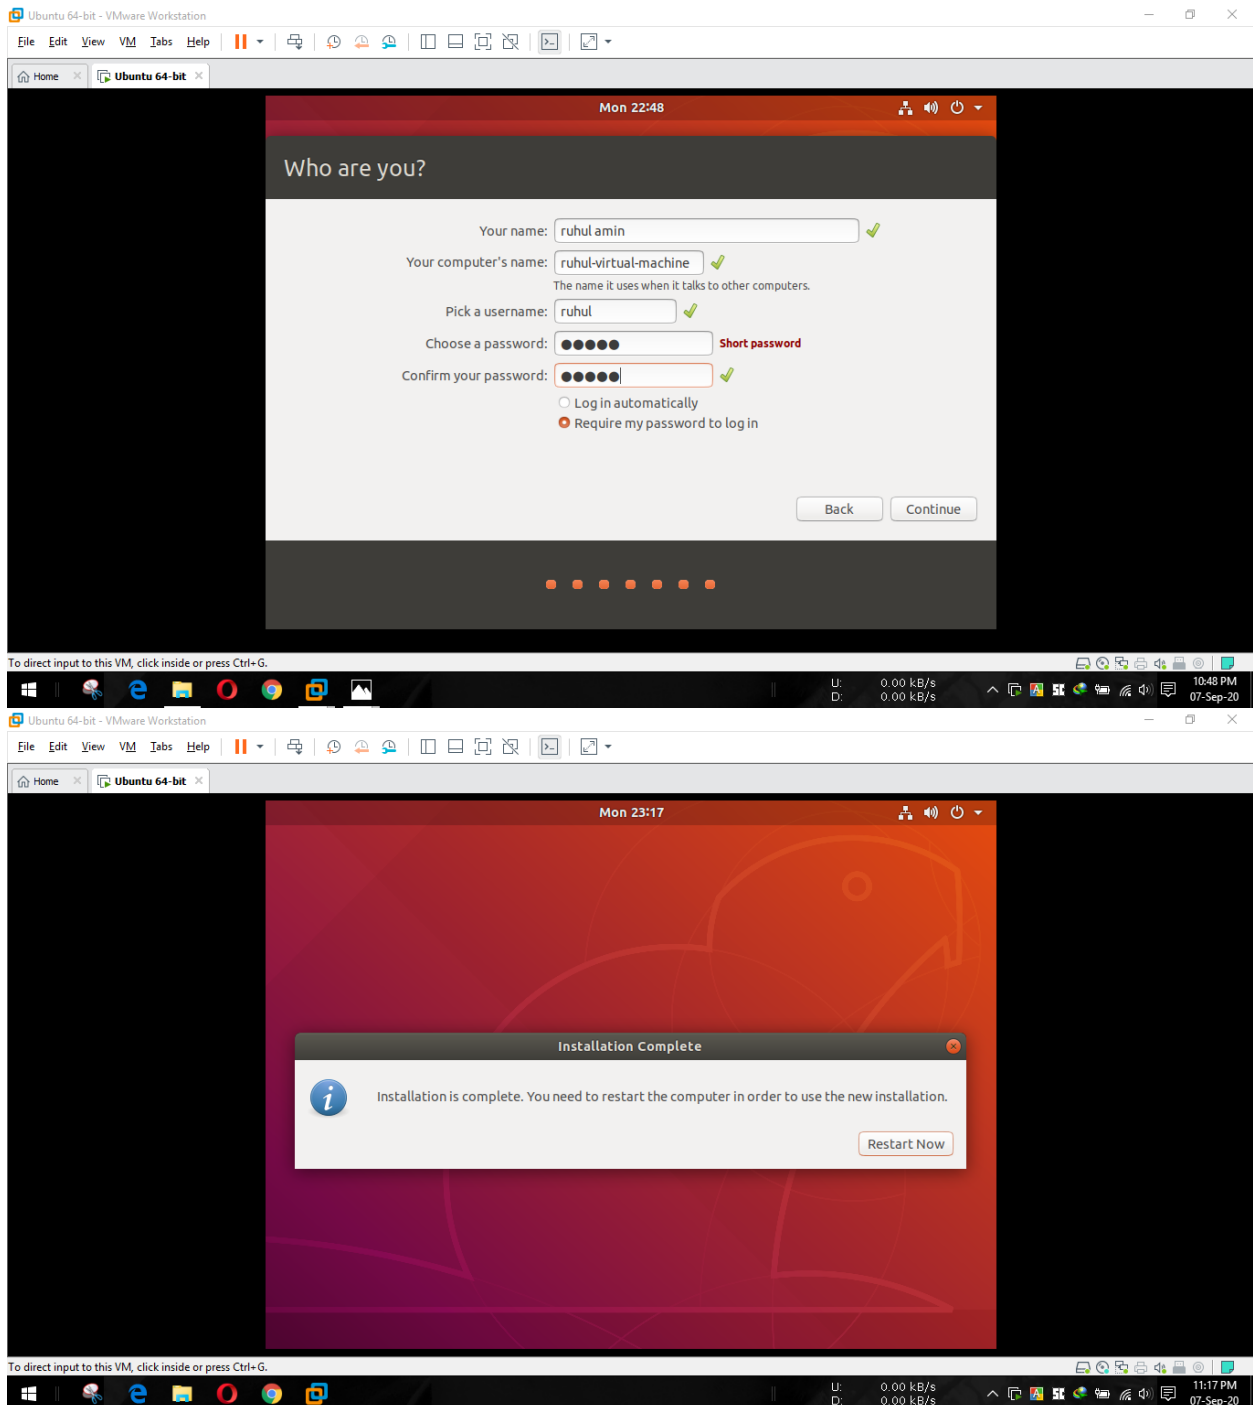 Ubuntu 64-bit - VMware Workstation
File Edit View VM Tabs Help
Home Ubuntu 64-bit
Mon 22:48
Who are you?
Your name: ruhul amin
Your computer's name: ruhul-virtual-machine
The name it uses when it talks to other computers.
Pick a username: ruhul
Choose a password: ●●●●● Short password
Confirm your password: ●●●●●
Log in automatically
Require my password to log in
Back Continue
To direct input to this VM, click inside or press Ctrl+G.
U: 0.00 kB/s 10:48 PM
D: 0.00 kB/s 07-Sep-20
Ubuntu 64-bit - VMware Workstation
File Edit View VM Tabs Help
Home Ubuntu 64-bit
Mon 23:17
Installation Complete
Installation is complete. You need to restart the computer in order to use the new installation.
Restart Now
To direct input to this VM, click inside or press Ctrl+G.
U: 0.00 kB/s 11:17 PM
D: 0.00 kB/s 07-Sep-20